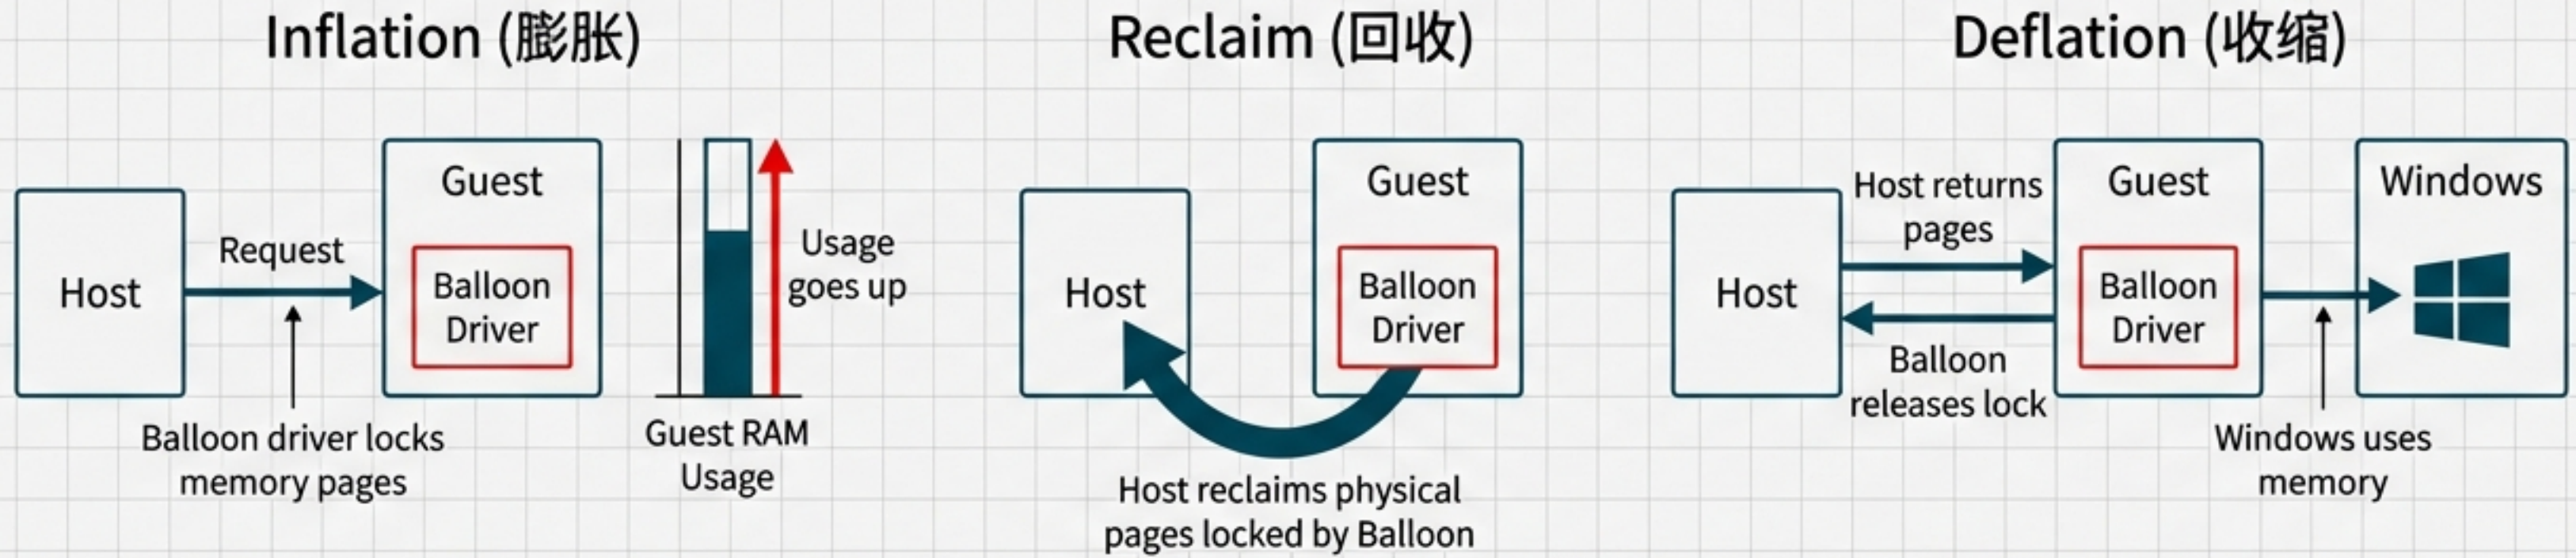 Inflation (膨胀)
Host
Request
Balloon driver locks
memory pages
Guest
Balloon
Driver
Usage
goes up
Guest RAM
Usage
Reclaim (回收)
Host
Guest
Balloon
Driver
Host reclaims physical
pages locked by Balloon
Deflation (收缩)
Host
Host returns
pages
Balloon
releases lock
Guest
Balloon
Driver
Windows
Windows uses
memory